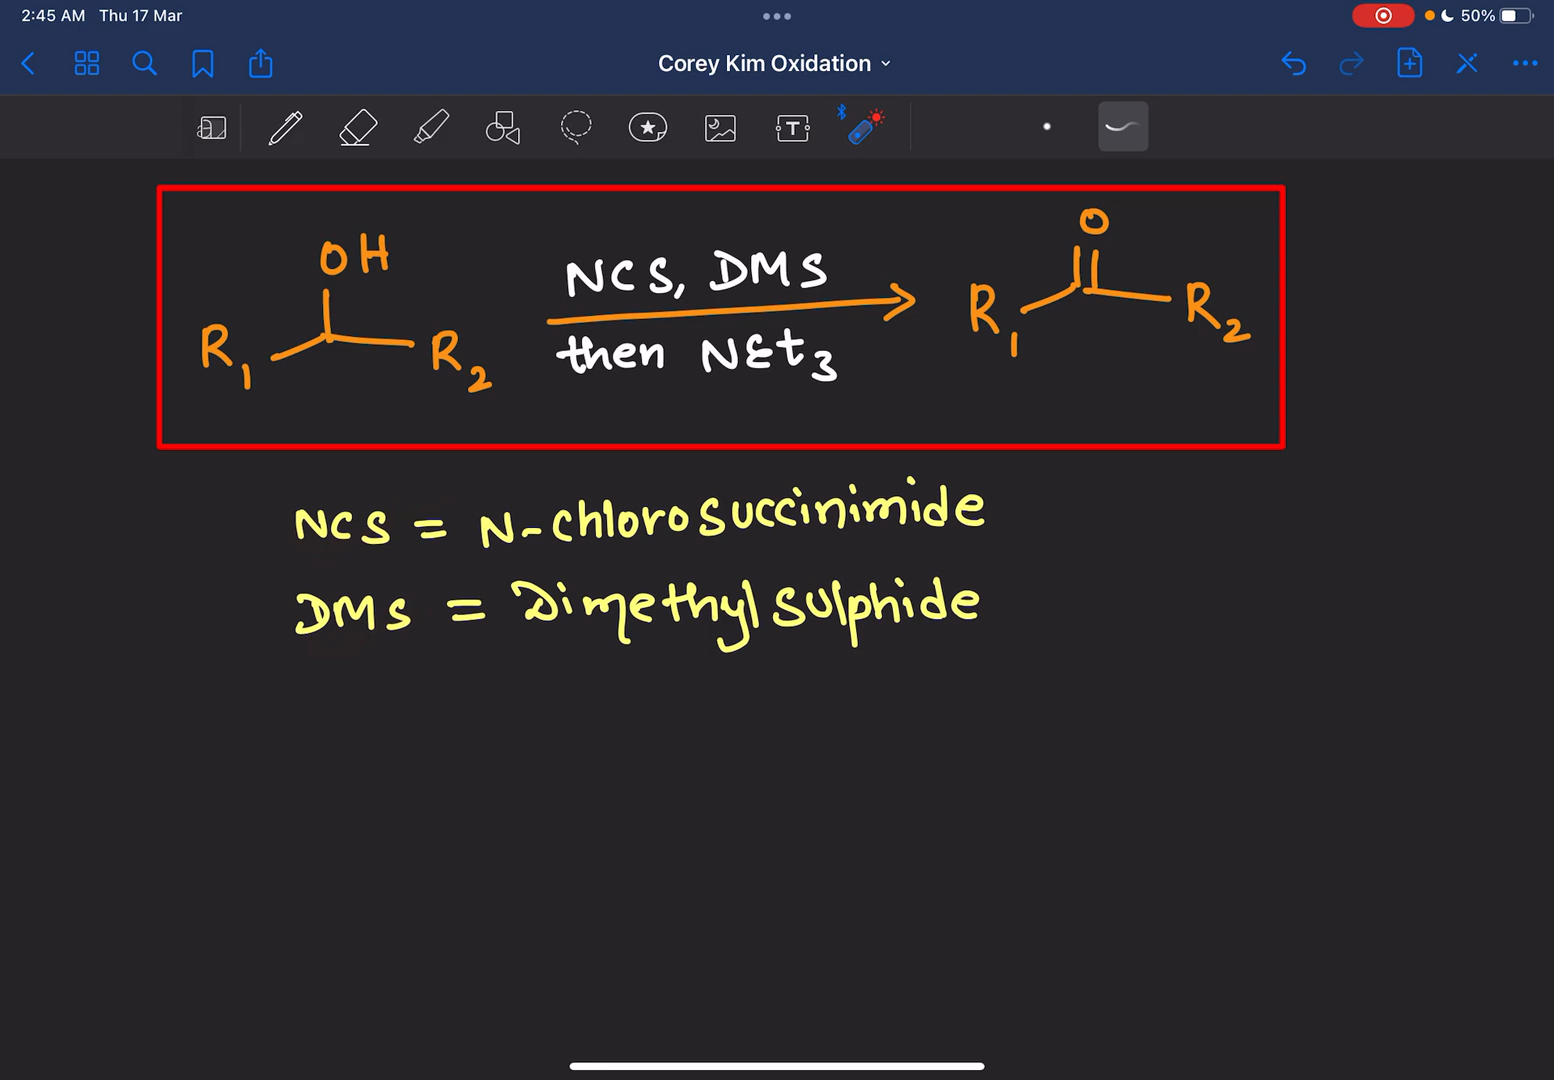 2:45 AM Thu 17 Mar
50%
Corey Kim Oxidation
T
OH
R1 R2
NCS, DMS
then NEt3
O
R1 R2
NCS = N-chlorosuccinimide
DMS = Dimethyl sulphide